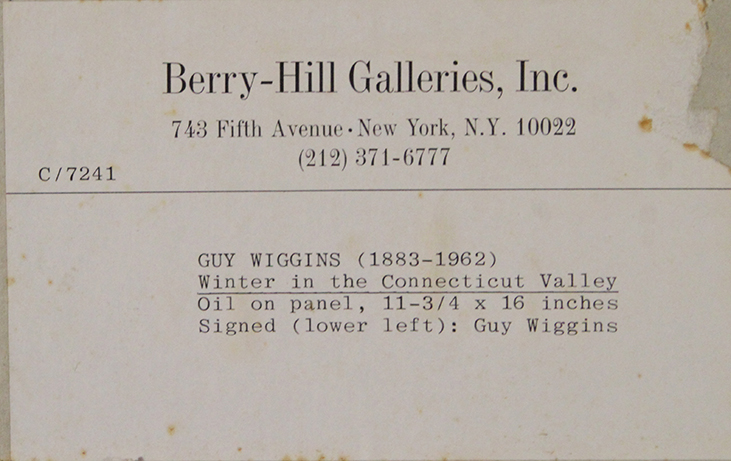 Berry-Hill Galleries, Inc.
743 Fifth Avenue · New York, N.Y. 10022
(212) 371-6777
C/7241
GUY WIGGINS (1883-1962)
Winter in the Connecticut Valley
Oil on panel, 11-3/4 x 16 inches
Signed (lower left): Guy Wiggins